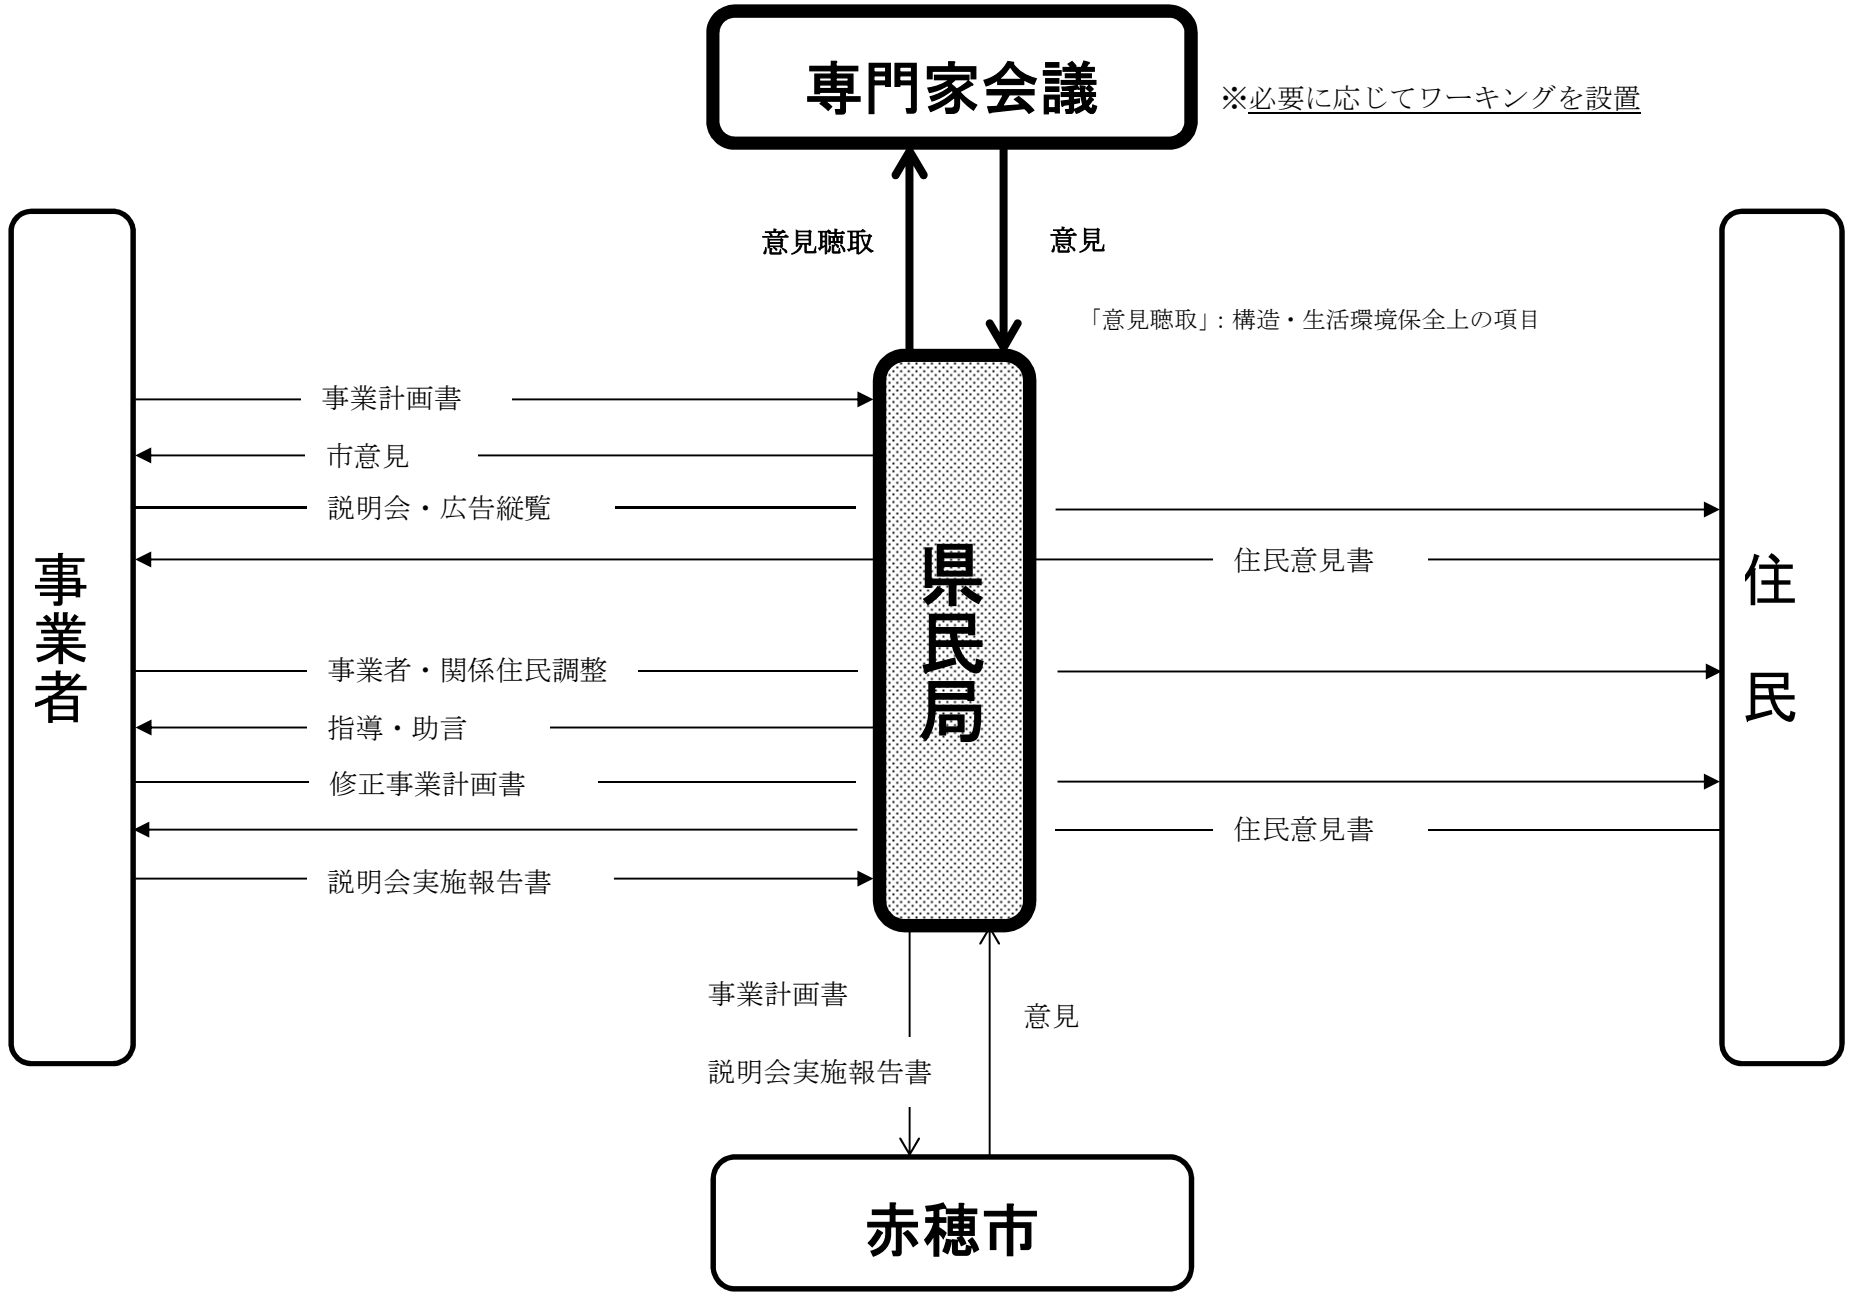 専門家会議
※必要に応じてワーキングを設置
意見聴取
意見
「意見聴取」: 構造・生活環境保全上の項目
事業者
事業計画書
市意見
説明会・広告縦覧
住民意見書
事業者・関係住民調整
指導・助言
修正事業計画書
住民意見書
説明会実施報告書
県民局
住民
事業計画書
意見
説明会実施報告書
赤穂市